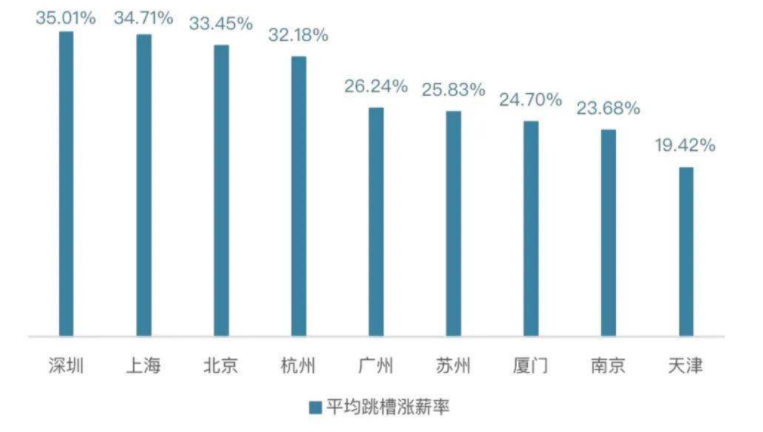 35.01% 34.71% 33.45% 32.18% 26.24% 25.83% 24.70% 23.68% 19.42%
深圳 上海 北京 杭州 广州 苏州 厦门 南京 天津
平均跳槽涨薪率